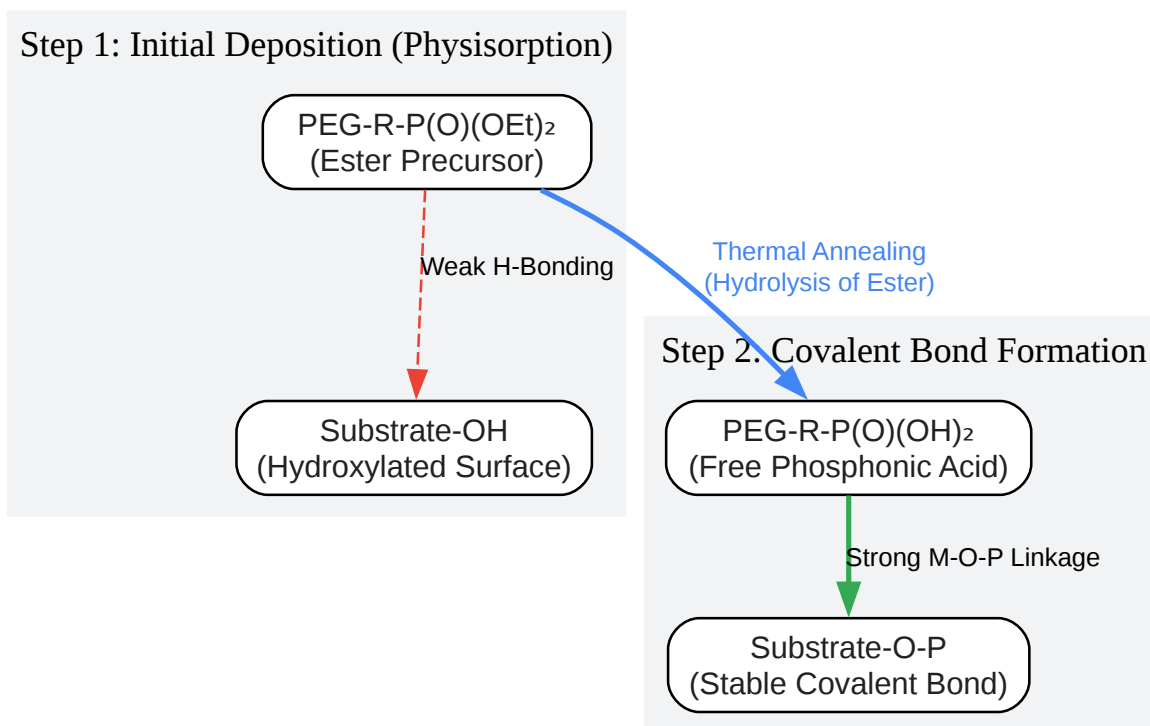 Step 1: Initial Deposition (Physisorption)
PEG-R-P(O)(OEt)₂
(Ester Precursor)
Weak H-Bonding
Substrate-OH
(Hydroxylated Surface)
Thermal Annealing
(Hydrolysis of Ester)
Step 2: Covalent Bond Formation
PEG-R-P(O)(OH)₂
(Free Phosphonic Acid)
Strong M-O-P Linkage
Substrate-O-P
(Stable Covalent Bond)